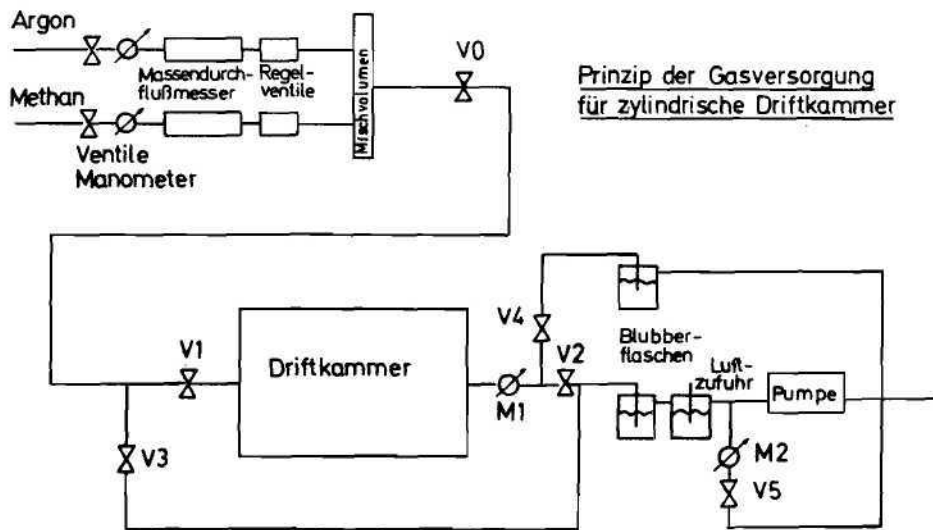 Argon
Massendurch-
flußmesser
Regel-
ventile
Mischvolumen
V0
Prinzip der Gasversorgung
für zylindrische Driftkammer
Methan
Ventile
Manometer
V4
Blubber-
flaschen
V1
Driftkammer
V2
Luft-
zufuhr
Pumpe
M1
V3
M2
V5